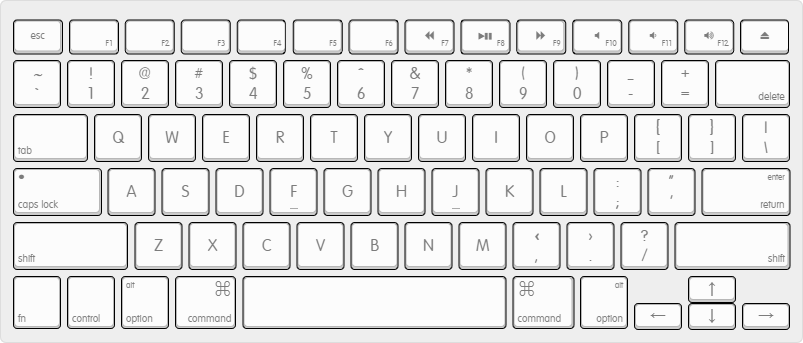 esc F1 F2 F3 F4 F5 F6 F7 F8 F9 F10 F11 F12
~ ! @ # $ % ^ & * ( ) _ +
` 1 2 3 4 5 6 7 8 9 0 - = delete
tab Q W E R T Y U I O P [ [ ] ] | \
caps lock A S D F G H J K L : ; " ' enter return
shift Z X C V B N M ‹ , › . ? / shift
fn control alt option ⌘ command ⌘ command alt option ← ↑ ↓ →